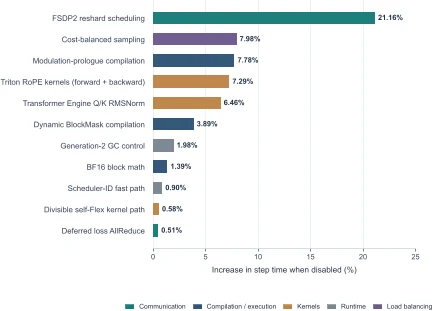 FSDP2 reshard scheduling
21.16%
Cost-balanced sampling
7.98%
Modulation-prologue compilation
7.78%
Triton RoPE kernels (forward + backward)
7.29%
Transformer Engine Q/K RMSNorm
6.46%
Dynamic BlockMask compilation
3.89%
Generation-2 GC control
1.98%
BF16 block math
1.39%
Scheduler-ID fast path
0.90%
Divisible self-Flex kernel path
0.58%
Deferred loss AllReduce
0.51%
0 5 10 15 20 25
Increase in step time when disabled (%)
Communication Compilation / execution Kernels Runtime Load balancing